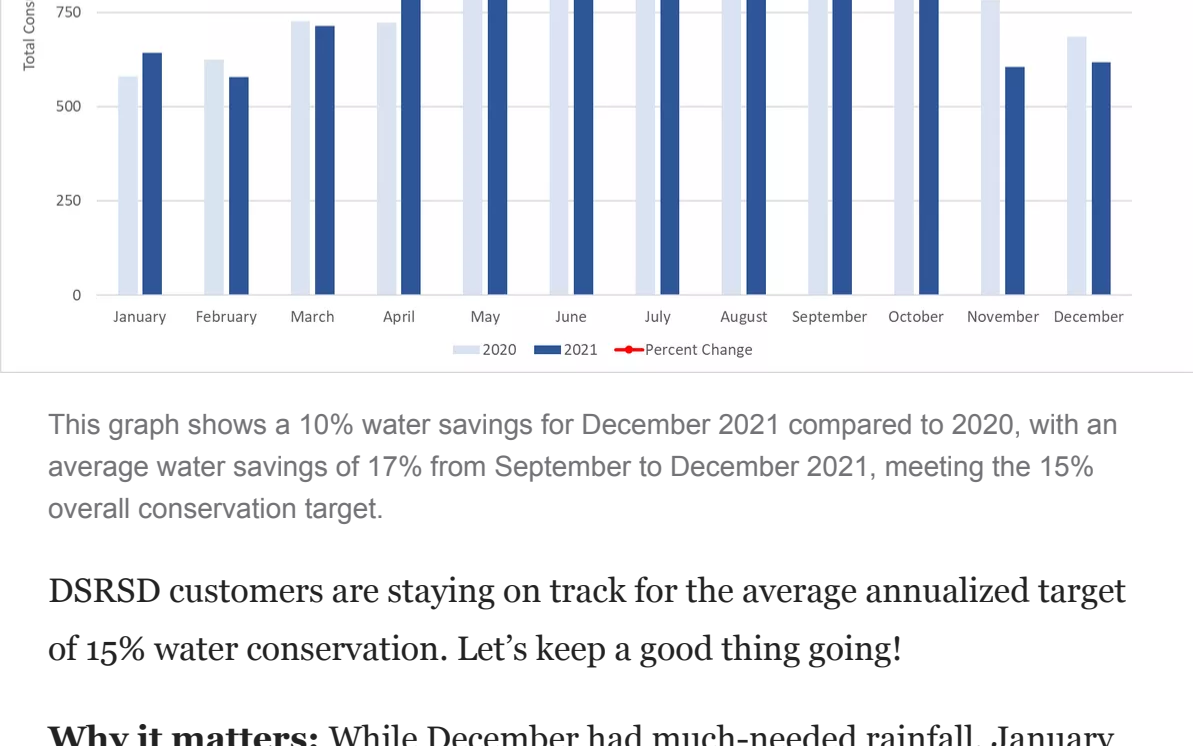 Total Cons
750
500
250
0
January February March April May June July August September October November December
2020 2021 Percent Change
This graph shows a 10% water savings for December 2021 compared to 2020, with an
average water savings of 17% from September to December 2021, meeting the 15%
overall conservation target.
DSRSD customers are staying on track for the average annualized target
of 15% water conservation. Let’s keep a good thing going!
Why it matters: While December had much-needed rainfall, January